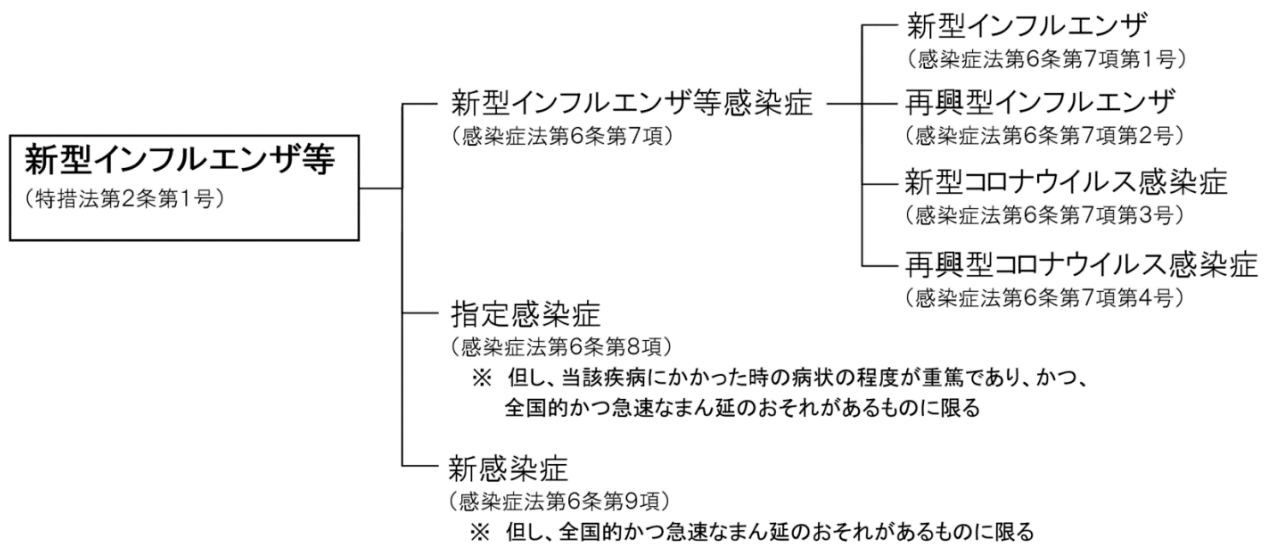 新型インフルエンザ等
（特措法第2条第1号）
新型インフルエンザ等感染症
（感染症法第6条第7項）
新型インフルエンザ
（感染症法第6条第7項第1号）
再興型インフルエンザ
（感染症法第6条第7項第2号）
新型コロナウイルス感染症
（感染症法第6条第7項第3号）
再興型コロナウイルス感染症
（感染症法第6条第7項第4号）
指定感染症
（感染症法第6条第8項）
※ 但し、当該疾病にかかった時の病状の程度が重篤であり、かつ、
全国的かつ急速なまん延のおそれがあるものに限る
新感染症
（感染症法第6条第9項）
※ 但し、全国的かつ急速なまん延のおそれがあるものに限る